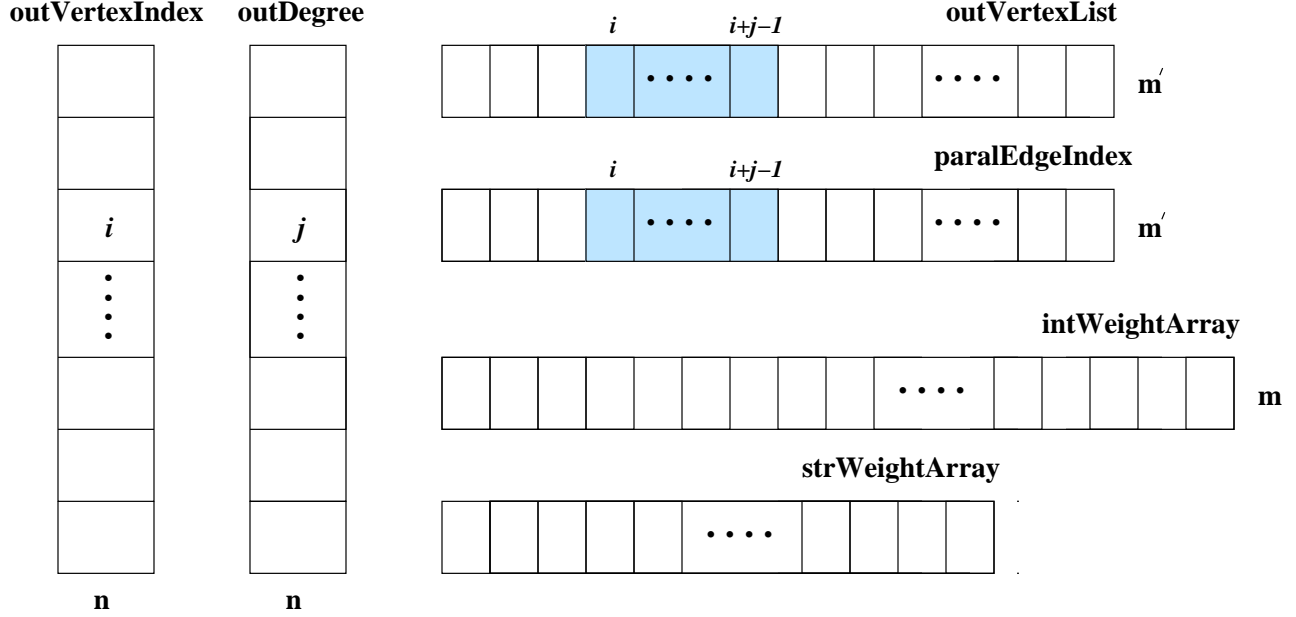 outVertexIndex outDegree outVertexList
i i+j−1
• • • • • • • • m′
paralEdgeIndex
i i+j−1
i j • • • • • • • • m′
intWeightArray
• • • • m
strWeightArray
• • • •
n n